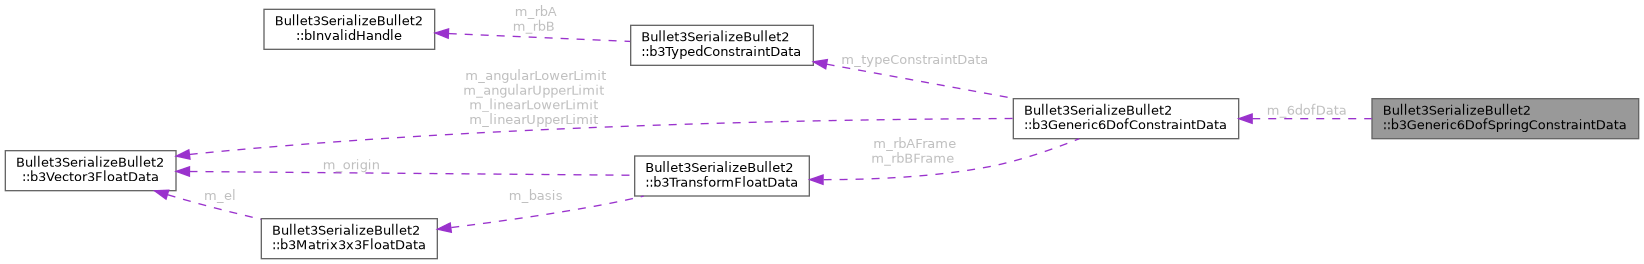 Bullet3SerializeBullet2
::bInvalidHandle
m_rbA
m_rbB
Bullet3SerializeBullet2
::b3TypedConstraintData
m_typeConstraintData
m_angularLowerLimit
m_angularUpperLimit
m_linearLowerLimit
m_linearUpperLimit
Bullet3SerializeBullet2
::b3Generic6DofConstraintData
m_6dofData
Bullet3SerializeBullet2
::b3Generic6DofSpringConstraintData
m_rbAFrame
m_rbBFrame
Bullet3SerializeBullet2
::b3Vector3FloatData
m_origin
Bullet3SerializeBullet2
::b3TransformFloatData
m_el
m_basis
Bullet3SerializeBullet2
::b3Matrix3x3FloatData